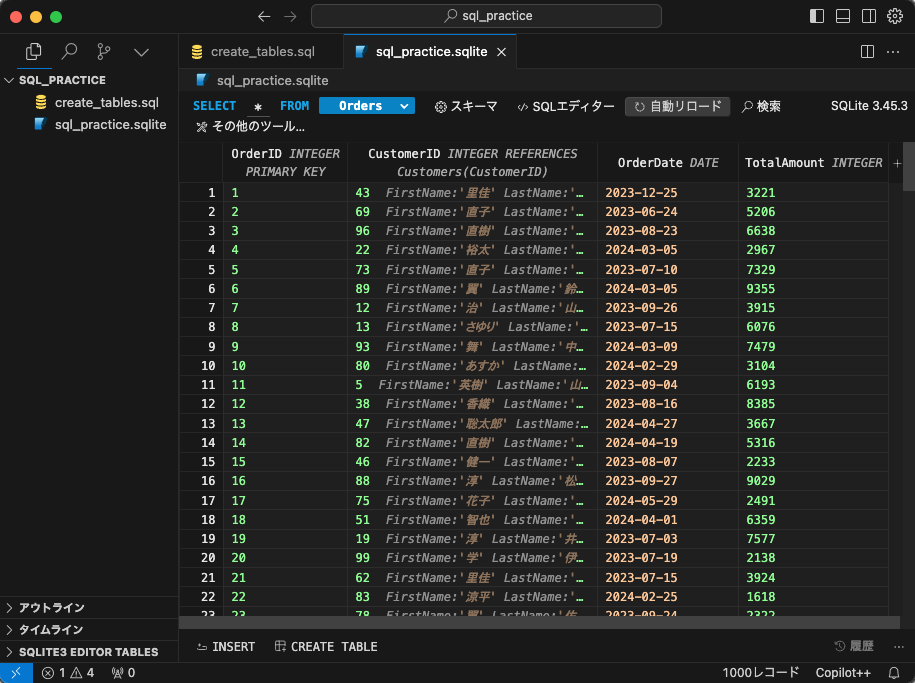 sql_practice
create_tables.sql
sql_practice.sqlite
SQL_PRACTICE
create_tables.sql
sql_practice.sqlite
sql_practice.sqlite
SELECT * FROM Orders スキーマ SQLエディター 自動リロード 検索 SQLite 3.45.3
その他のツール…
OrderID INTEGER PRIMARY KEY CustomerID INTEGER REFERENCES Customers(CustomerID) OrderDate DATE TotalAmount INTEGER +
1 1 43 FirstName:'里佳' LastName:'… 2023-12-25 3221
2 2 69 FirstName:'直子' LastName:'… 2023-06-24 5206
3 3 96 FirstName:'直樹' LastName:'… 2023-08-23 6638
4 4 22 FirstName:'裕太' LastName:'… 2024-03-05 2967
5 5 73 FirstName:'直子' LastName:'… 2023-07-10 7329
6 6 89 FirstName:'翼' LastName:'鈴… 2024-03-05 9355
7 7 12 FirstName:'治' LastName:'山… 2023-09-26 3915
8 8 13 FirstName:'さゆり' LastName:'… 2023-07-15 6076
9 9 93 FirstName:'舞' LastName:'中… 2024-03-09 7479
10 10 80 FirstName:'あすか' LastName:… 2024-02-29 3104
11 11 5 FirstName:'英樹' LastName:'山… 2023-09-04 6193
12 12 38 FirstName:'香織' LastName:'… 2023-08-16 8385
13 13 47 FirstName:'聡太郎' LastName:… 2024-04-27 3667
14 14 82 FirstName:'直樹' LastName:'… 2024-04-19 5316
15 15 46 FirstName:'健一' LastName:'… 2023-08-07 2233
16 16 88 FirstName:'淳' LastName:'松… 2023-09-27 9029
17 17 75 FirstName:'花子' LastName:'… 2024-05-29 2491
18 18 51 FirstName:'智也' LastName:'… 2024-04-01 6359
19 19 19 FirstName:'淳' LastName:'井… 2023-07-03 7577
20 20 99 FirstName:'学' LastName:'伊… 2023-07-19 2138
21 21 62 FirstName:'里佳' LastName:'… 2023-07-15 3924
22 22 83 FirstName:'涼平' LastName:'… 2024-02-25 1618
23 23 78 FirstName:'翼' LastName:'佐… 2023-09-24 2322
アウトライン
タイムライン
SQLITE3 EDITOR TABLES
INSERT CREATE TABLE 履歴 …
1 4 0 1000レコード Copilot++